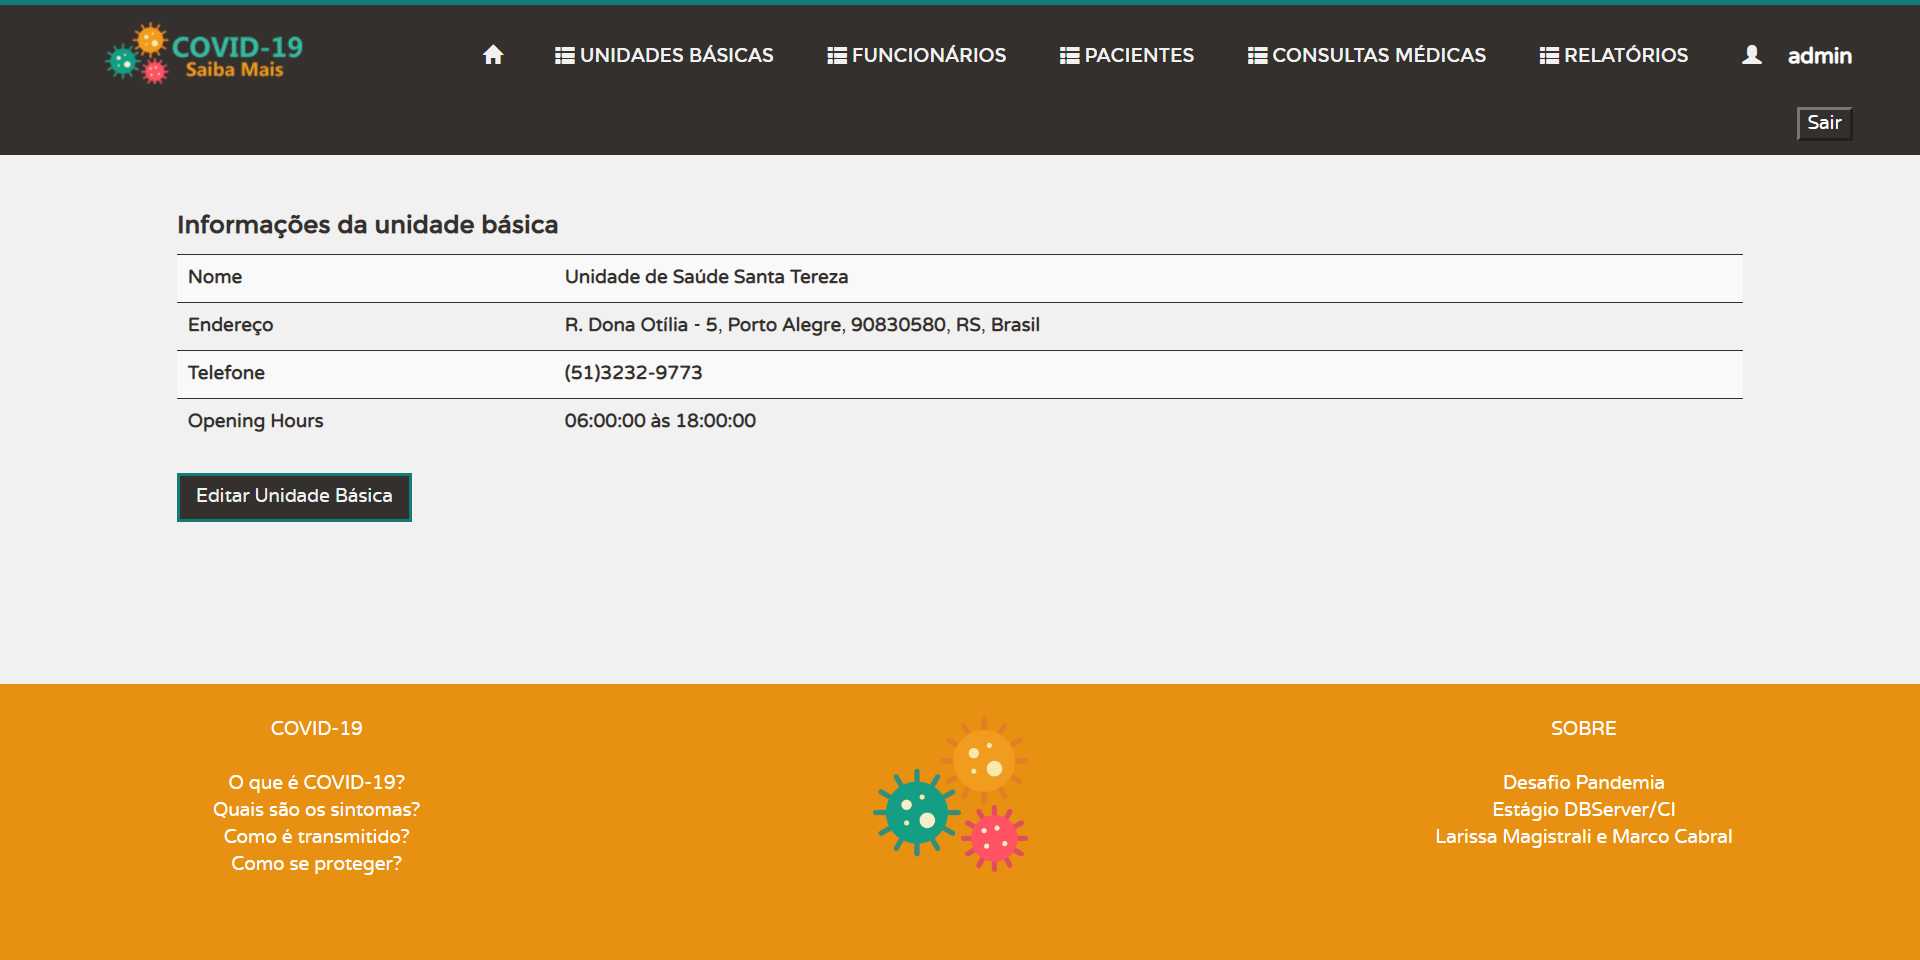 COVID-19
Saiba Mais
UNIDADES BÁSICAS
FUNCIONÁRIOS
PACIENTES
CONSULTAS MÉDICAS
RELATÓRIOS
admin
Sair
Informações da unidade básica
Nome Unidade de Saúde Santa Tereza
Endereço R. Dona Otília - 5, Porto Alegre, 90830580, RS, Brasil
Telefone (51)3232-9773
Opening Hours 06:00:00 às 18:00:00
Editar Unidade Básica
COVID-19
O que é COVID-19?
Quais são os sintomas?
Como é transmitido?
Como se proteger?
SOBRE
Desafio Pandemia
Estágio DBServer/CI
Larissa Magistrali e Marco Cabral